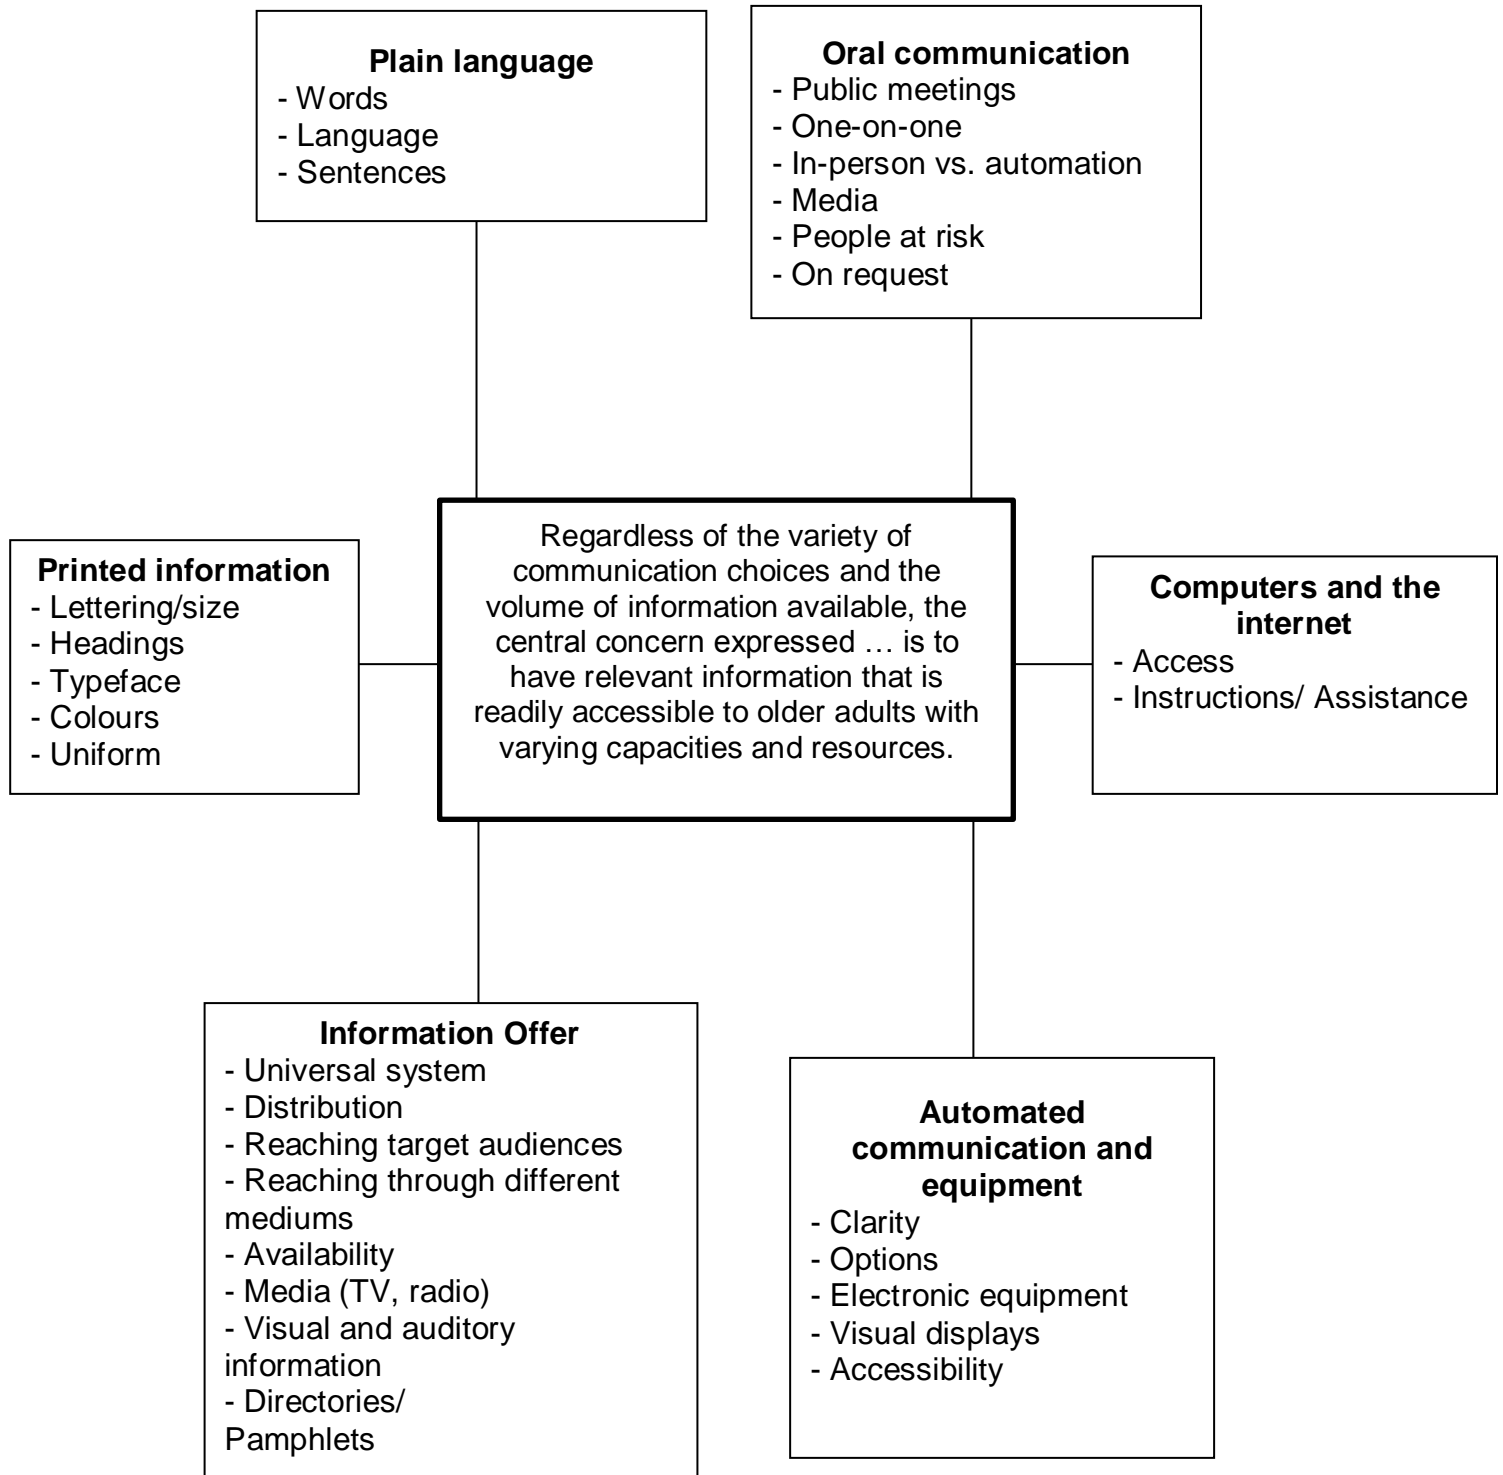 Plain language
- Words
- Language
- Sentences
Oral communication
- Public meetings
- One-on-one
- In-person vs. automation
- Media
- People at risk
- On request
Printed information
- Lettering/size
- Headings
- Typeface
- Colours
- Uniform
Regardless of the variety of
communication choices and the
volume of information available, the
central concern expressed … is to
have relevant information that is
readily accessible to older adults with
varying capacities and resources.
Computers and the
internet
- Access
- Instructions/ Assistance
Information Offer
- Universal system
- Distribution
- Reaching target audiences
- Reaching through different
mediums
- Availability
- Media (TV, radio)
- Visual and auditory
information
- Directories/
Pamphlets
Automated
communication and
equipment
- Clarity
- Options
- Electronic equipment
- Visual displays
- Accessibility